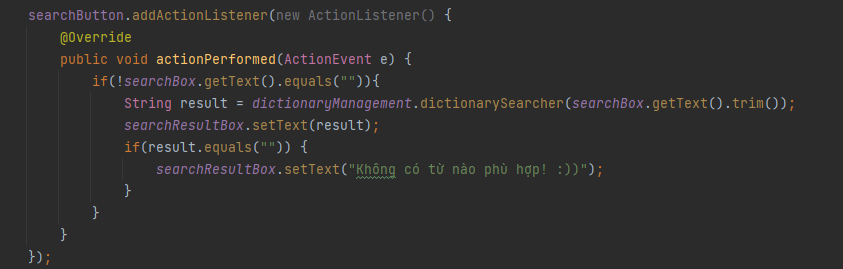 searchButton.addActionListener(new ActionListener() {
    @Override
    public void actionPerformed(ActionEvent e) {
        if(!searchBox.getText().equals("")){
            String result = dictionaryManagement.dictionarySearcher(searchBox.getText().trim());
            searchResultBox.setText(result);
            if(result.equals("")) {
                searchResultBox.setText("Không có từ nào phù hợp! :))");
            }
        }
    }
});